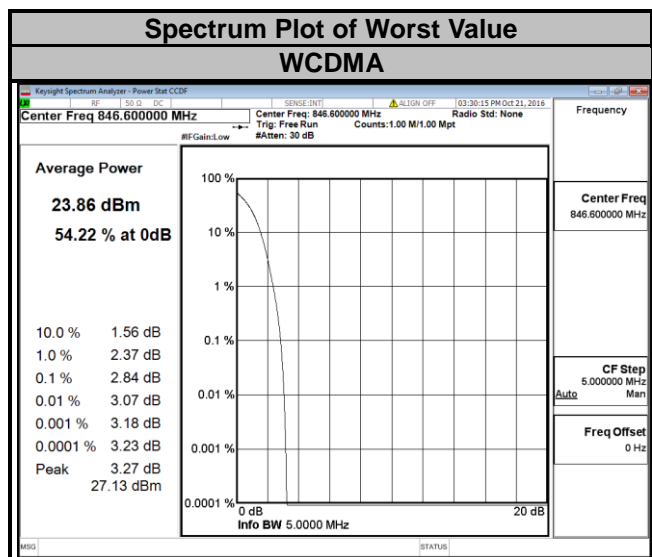 Spectrum Plot of Worst Value
WCDMA
Keysight Spectrum Analyzer - Power Stat CCDF
RF 50 Ω DC SENSE:INT ALIGN OFF 03:30:15 PM Oct 21, 2016
Center Freq 846.600000 MHz
Center Freq: 846.600000 MHz Radio Std: None
Trig: Free Run Counts:1.00 M/1.00 Mpt
#IFGain:Low #Atten: 30 dB
Frequency
Average Power
23.86 dBm
54.22 % at 0dB
10.0 % 1.56 dB
1.0 % 2.37 dB
0.1 % 2.84 dB
0.01 % 3.07 dB
0.001 % 3.18 dB
0.0001 % 3.23 dB
Peak 3.27 dB
27.13 dBm
100 %
10 %
1 %
0.1 %
0.01 %
0.001 %
0.0001 %
0 dB 20 dB
Info BW 5.0000 MHz
Center Freq
846.600000 MHz
CF Step
5.000000 MHz
Auto Man
Freq Offset
0 Hz
MSG STATUS